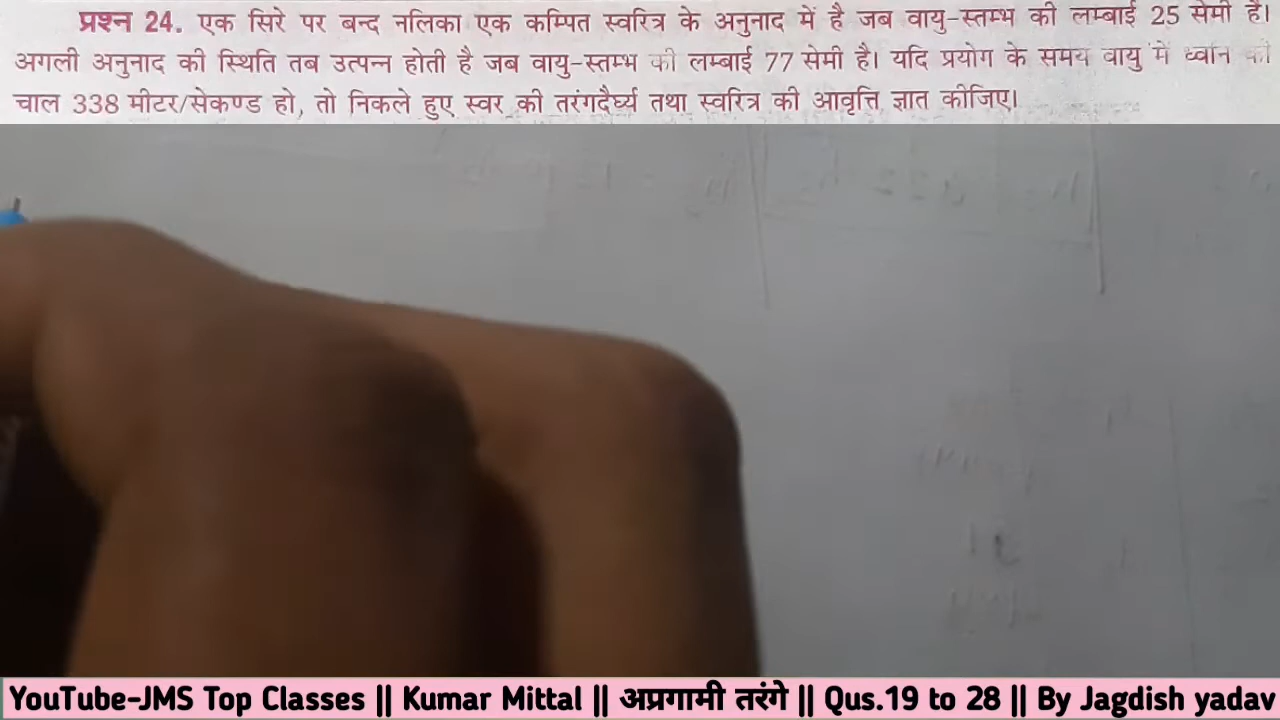 प्रश्न 24. एक सिरे पर बन्द नलिका एक कम्पित स्वरित्र के अनुनाद में है जब वायु-स्तम्भ की लम्बाई 25 सेमी है।
अगली अनुनाद की स्थिति तब उत्पन्न होती है जब वायु-स्तम्भ की लम्बाई 77 सेमी है। यदि प्रयोग के समय वायु में ध्वनि की
चाल 338 मीटर/सेकण्ड हो, तो निकले हुए स्वर की तरंगदैर्घ्य तथा स्वरित्र की आवृत्ति ज्ञात कीजिए।
YouTube-JMS Top Classes || Kumar Mittal || अप्रगामी तरंगे || Qus.19 to 28 || By Jagdish yadav